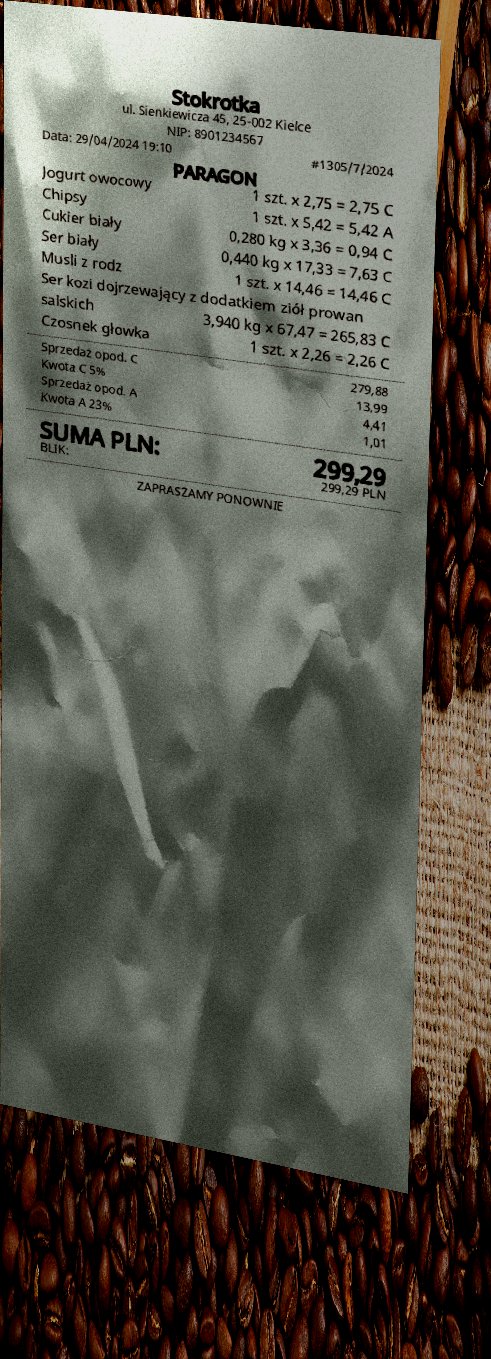 Stokrotka
ul. Sienkiewicza 45, 25-002 Kielce
NIP: 8901234567
Data: 29/04/2024 19:10 #1305/7/2024
PARAGON
Jogurt owocowy 1 szt. x 2,75 = 2,75 C
Chipsy 1 szt. x 5,42 = 5,42 A
Cukier biały 0,280 kg x 3,36 = 0,94 C
Ser biały 0,440 kg x 17,33 = 7,63 C
Musli z rodz 1 szt. x 14,46 = 14,46 C
Ser kozi dojrzewający z dodatkiem ziół prowan
salskich 3,940 kg x 67,47 = 265,83 C
Czosnek głowka 1 szt. x 2,26 = 2,26 C
Sprzedaż opod. C 279,88
Kwota C 5% 13,99
Sprzedaż opod. A 4,41
Kwota A 23% 1,01
SUMA PLN: 299,29
BLIK: 299,29 PLN
ZAPRASZAMY PONOWNIE